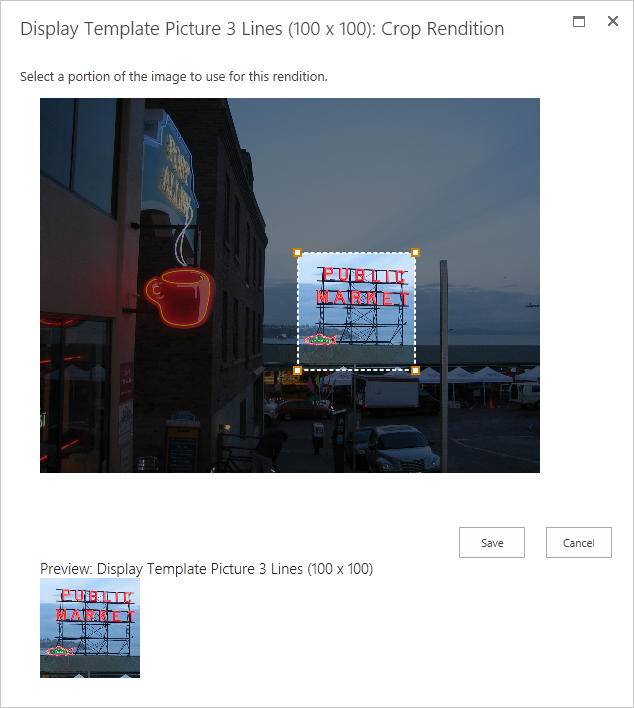 Display Template Picture 3 Lines (100 x 100): Crop Rendition
Select a portion of the image to use for this rendition.
PUBLIC
MARKET
Save
Cancel
Preview: Display Template Picture 3 Lines (100 x 100)
PUBLIC
MARKET